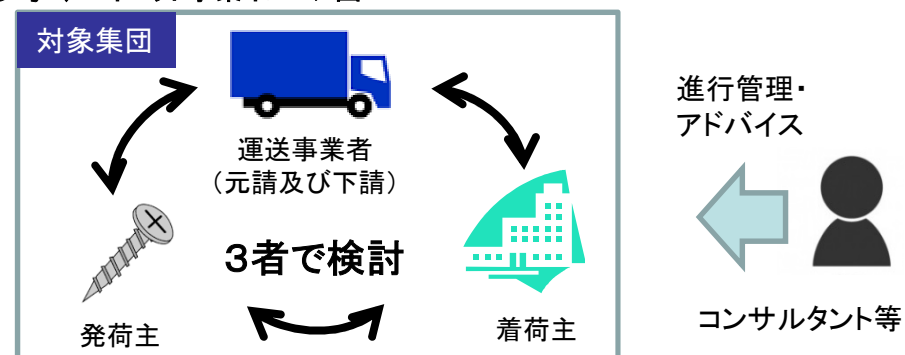 対象集団
運送事業者
（元請及び下請）
３者で検討
発荷主
着荷主
進行管理・
アドバイス
コンサルタント等